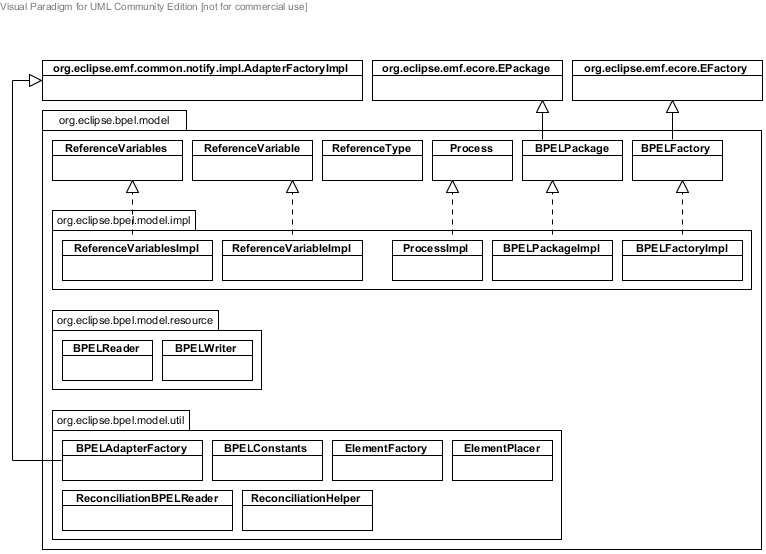 Visual Paradigm for UML Community Edition [not for commercial use]
org.eclipse.emf.common.notify.impl.AdapterFactoryImpl
org.eclipse.emf.ecore.EPackage
org.eclipse.emf.ecore.EFactory
org.eclipse.bpel.model
ReferenceVariables
ReferenceVariable
ReferenceType
Process
BPELPackage
BPELFactory
org.eclipse.bpel.model.impl
ReferenceVariablesImpl
ReferenceVariableImpl
ProcessImpl
BPELPackageImpl
BPELFactoryImpl
org.eclipse.bpel.model.resource
BPELReader
BPELWriter
org.eclipse.bpel.model.util
BPELAdapterFactory
BPELConstants
ElementFactory
ElementPlacer
ReconciliationBPELReader
ReconciliationHelper